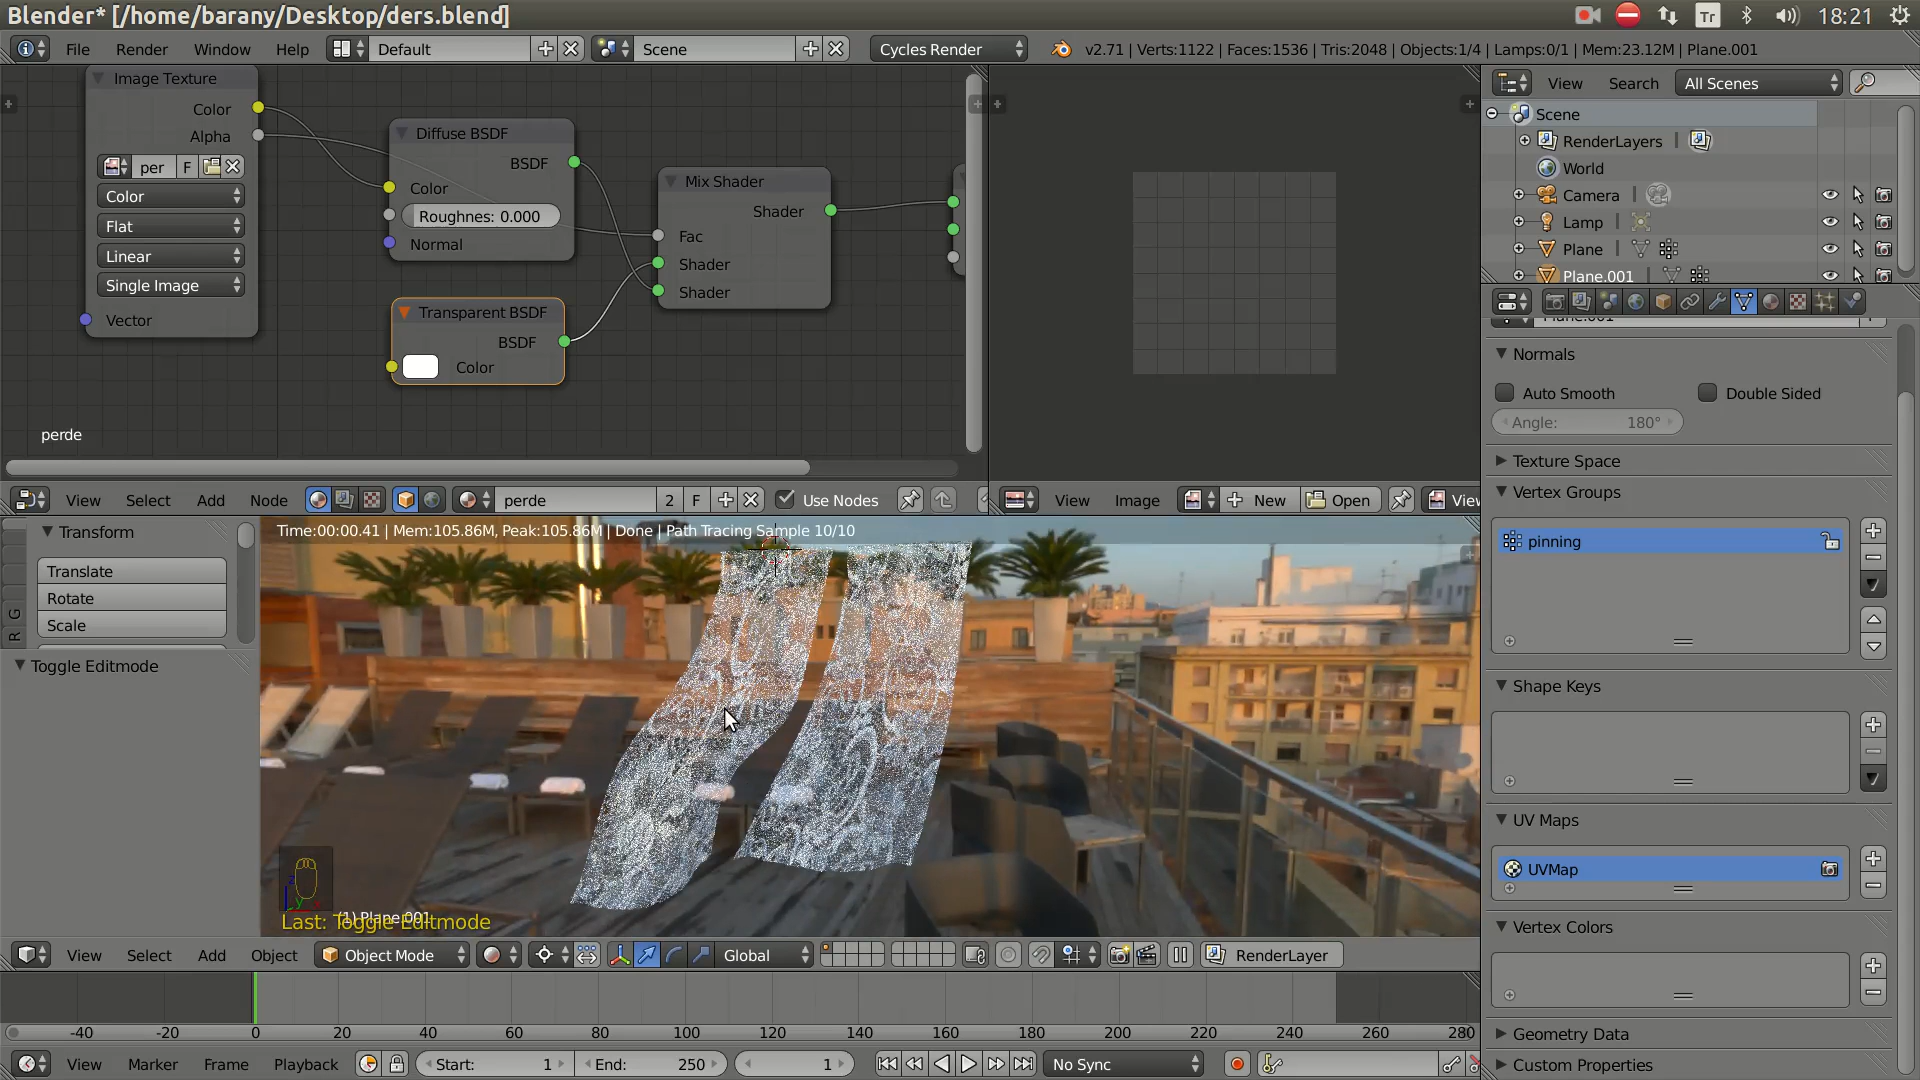 Blender* [/home/barany/Desktop/ders.blend]
Tr
18:21
File
Render
Window
Help
Default
Scene
Cycles Render
v2.71 | Verts:1122 | Faces:1536 | Tris:2048 | Objects:1/4 | Lamps:0/1 | Mem:23.12M | Plane.001
Image Texture
Color
Alpha
per
F
Color
Flat
Linear
Single Image
Vector
Diffuse BSDF
BSDF
Color
Roughness: 0.000
Normal
Transparent BSDF
BSDF
Color
Mix Shader
Shader
Fac
Shader
Shader
perde
View
Select
Add
Node
perde
2
F
Use Nodes
View
Image
New
Open
View
View
Search
All Scenes
Scene
RenderLayers
World
Camera
Lamp
Plane
Plane.001
Plane.001
Normals
Auto Smooth
Double Sided
Angle: 180°
Texture Space
Vertex Groups
pinning
Shape Keys
UV Maps
UVMap
Vertex Colors
Geometry Data
Custom Properties
Transform
Translate
Rotate
Scale
G
R
Toggle Editmode
Time:00:00.41 | Mem:105.86M, Peak:105.86M | Done | Path Tracing Sample 10/10
(1) Plane.001
Last: Toggle Editmode
View
Select
Add
Object
Object Mode
Global
RenderLayer
-40 -20 0 20 40 60 80 100 120 140 160 180 200 220 240 260 280
View
Marker
Frame
Playback
Start: 1
End: 250
1
No Sync